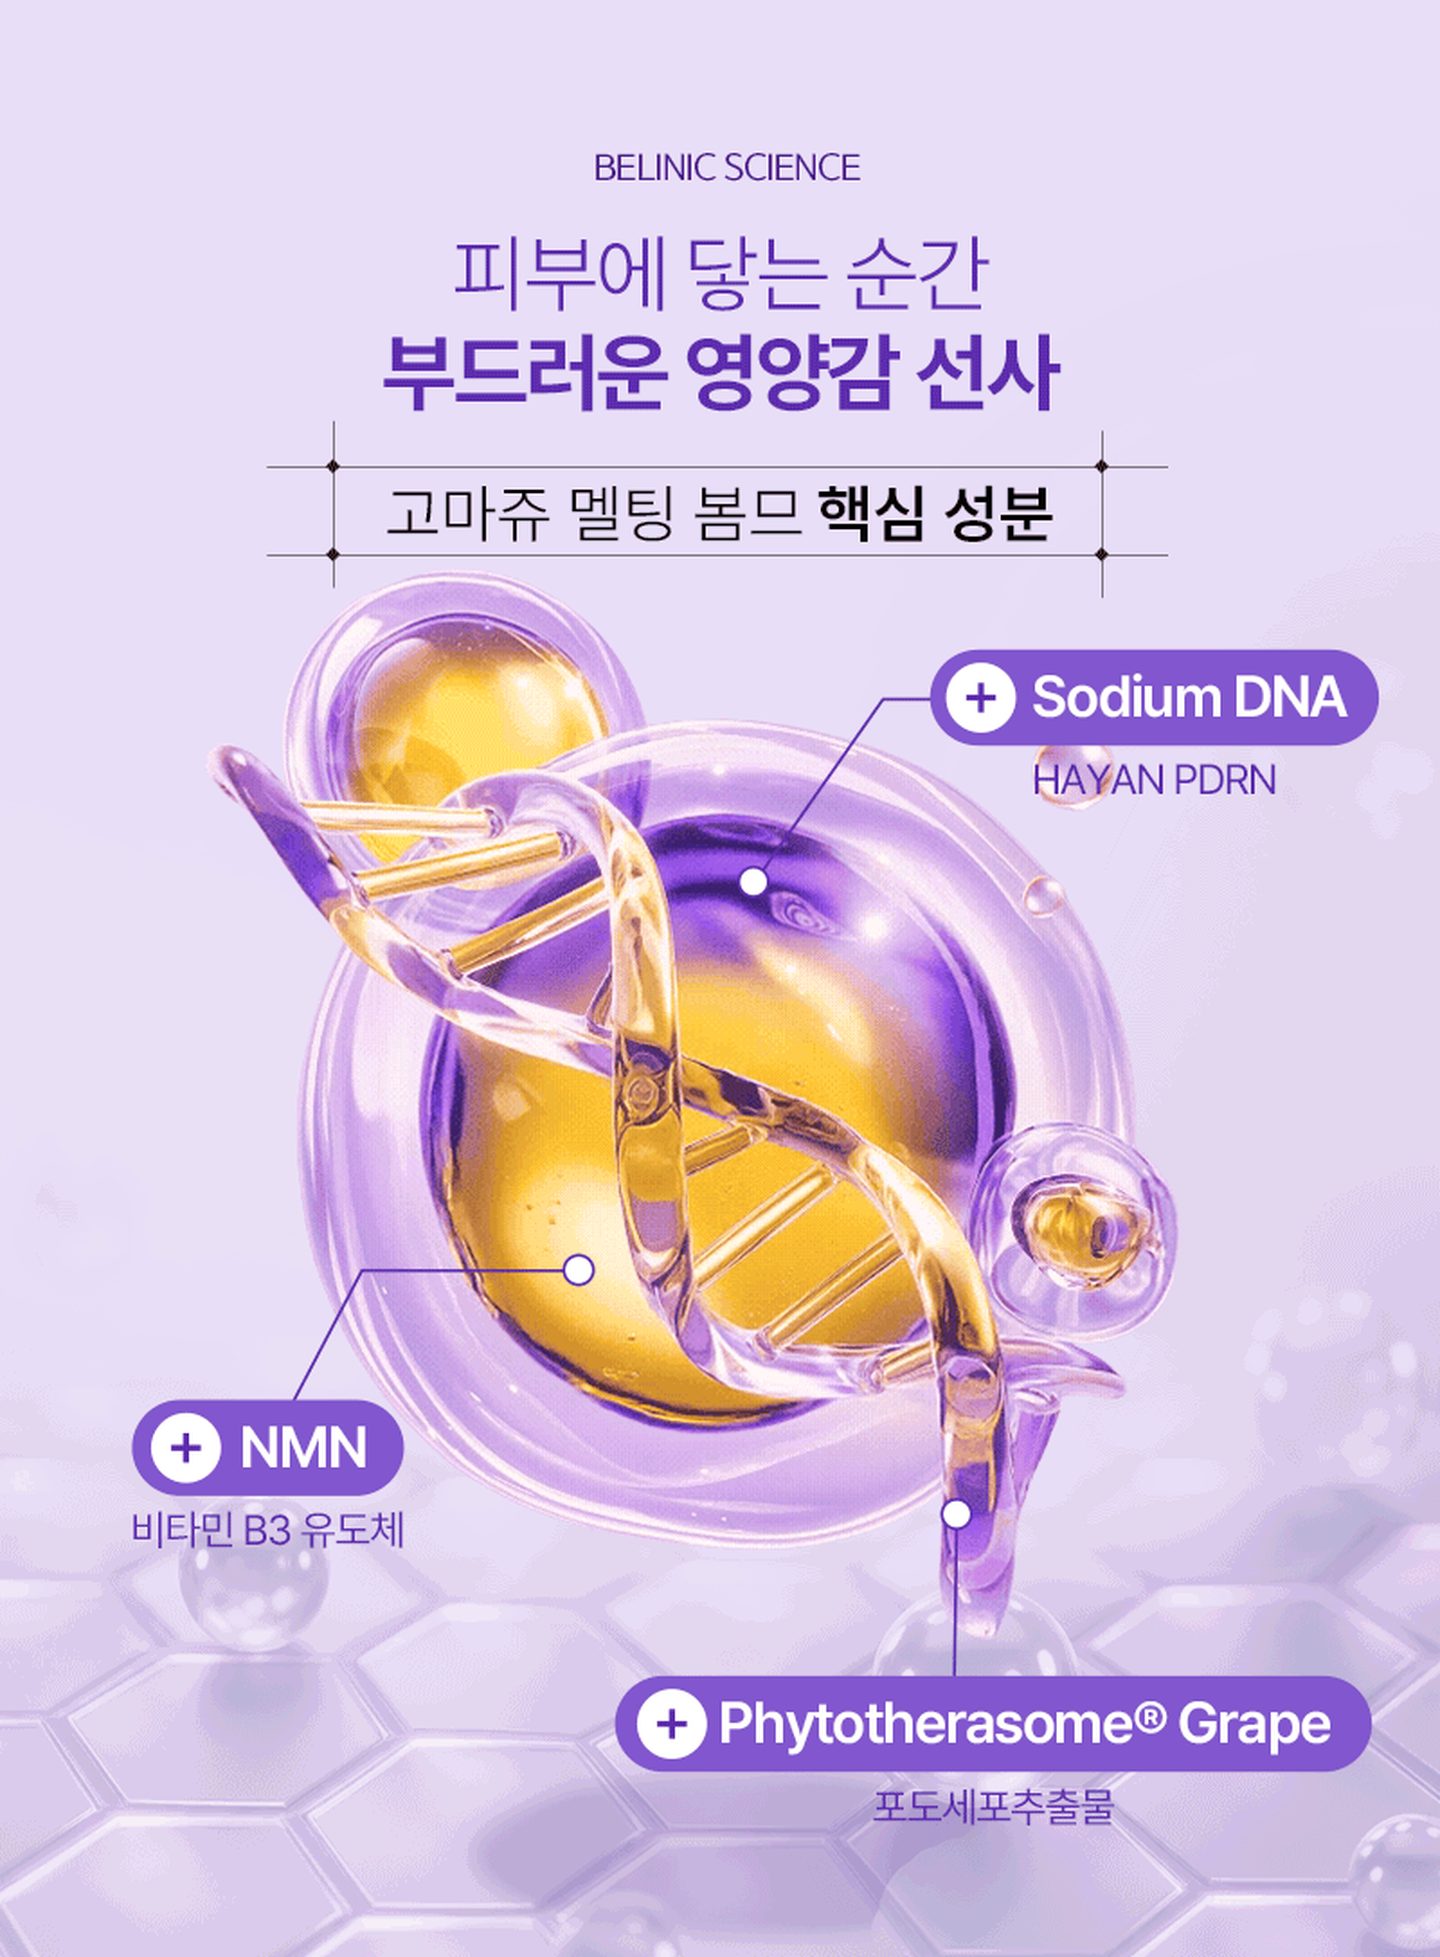 BELINIC SCIENCE
피부에 닿는 순간
부드러운 영양감 선사
고마쥬 멜팅 봄므 핵심 성분
+ Sodium DNA
HAYAN PDRN
+ NMN
비타민 B3 유도체
+ Phytotherasome® Grape
포도세포추출물